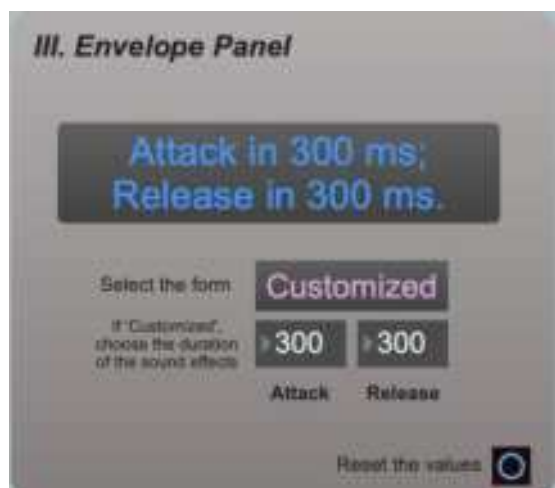 III. Envelope Panel
Attack in 300 ms;
Release in 300 ms.
Select the form
Customized
If "Customized",
choose the duration
of the sound effects
300 300
Attack Release
Reset the values